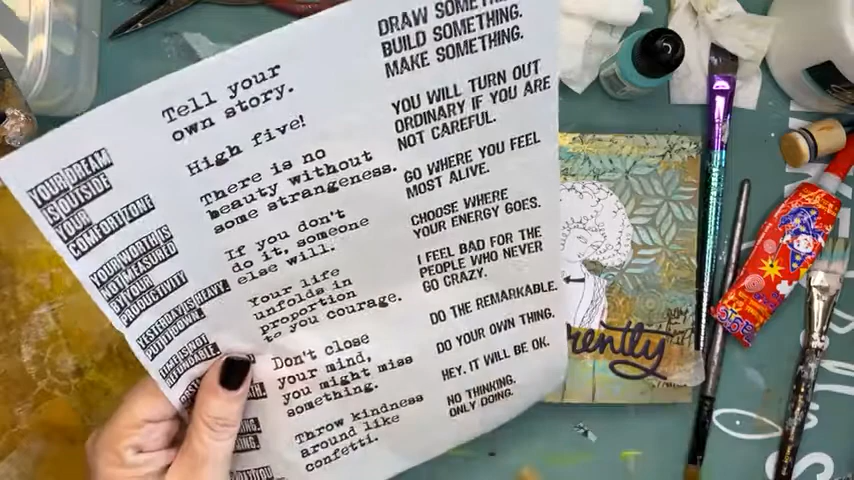 YOUR DREAM
IS OUTSIDE
YOUR
COMFORT ZONE
YOUR WORTH IS
NOT MEASURED
BY YOUR
PRODUCTIVITY
YESTERDAY IS HEAVY.
PUT IT DOWN.
TIME IS NOT
REFUNDABLE.
Tell your
own story.
High five!
There is no
beauty without
some strangeness.
If you don't
do it, someone
else will.
Your life
unfolds in
proportion
to you courage.
Don't close
your mind,
you might miss
something.
Throw kindness
around like
confetti.
DRAW SOMETHING.
BUILD SOMETHING.
MAKE SOMETHING.
YOU WILL TURN OUT
ORDINARY IF YOU ARE
NOT CAREFUL.
GO WHERE YOU FEEL
MOST ALIVE.
CHOOSE WHERE
YOUR ENERGY GOES.
I FEEL BAD FOR THE
PEOPLE WHO NEVER
GO CRAZY.
DO THE REMARKABLE.
DO YOUR OWN THING.
HEY, IT WILL BE OK.
NO THINKING,
ONLY DOING.
rently